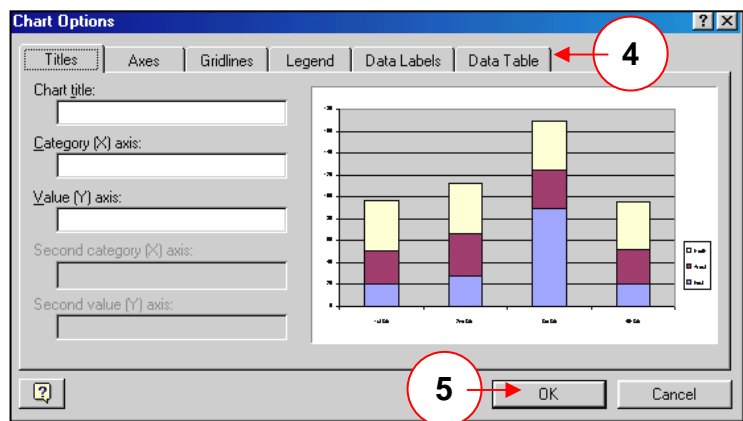 Chart Options
Titles Axes Gridlines Legend Data Labels Data Table 4
Chart title:
Category (X) axis:
Value (Y) axis:
Second category (X) axis:
Second value (Y) axis:
5 OK Cancel